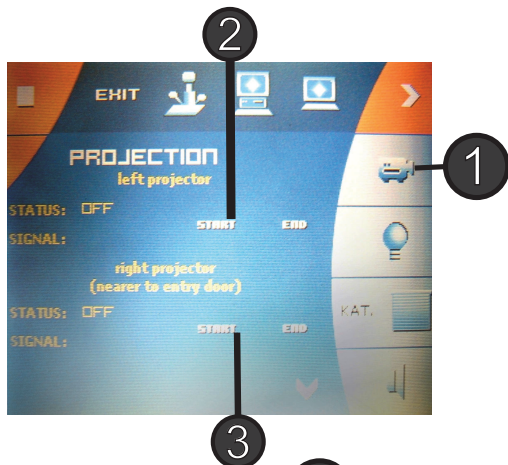 2
EXIT
PROJECTION
left projector
1
STATUS: OFF
START END
SIGNAL:
right projector
(nearer to entry door)
STATUS: OFF
KAT.
START END
SIGNAL:
3